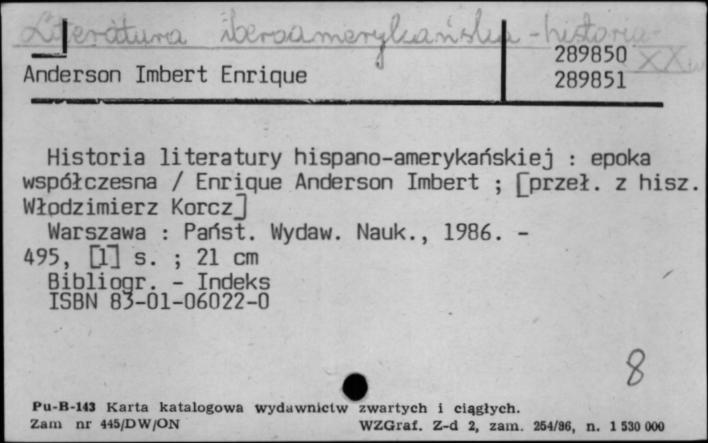 Literatura iberoamerykańska - historia -
289850 XX w.
Anderson Imbert Enrique 289851
Historia literatury hispano-amerykańskiej : epoka
współczesna / Enrique Anderson Imbert ; [przeł. z hisz.
Włodzimierz Korcz]
Warszawa : Państ. Wydaw. Nauk., 1986. -
495, [1] s. ; 21 cm
Bibliogr. - Indeks
ISBN 83-01-06022-0
8
Pu-B-143 Karta katalogowa wydawnictw zwartych i ciągłych.
Zam nr 445/DW/ON WZGraf. Z-d 2, zam. 264/86, n. 1 530 000